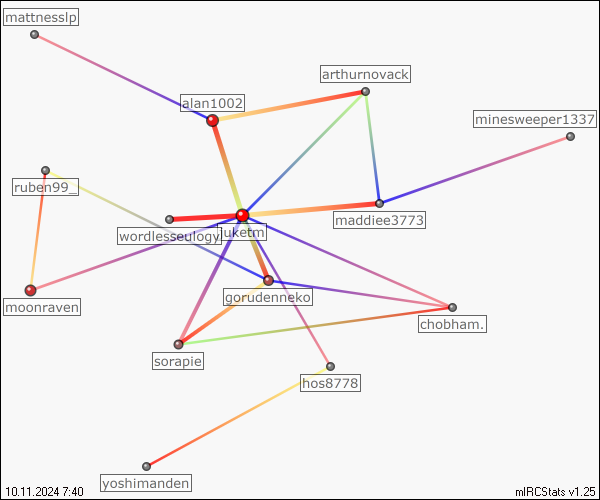 mattnesslp
arthurnovack
alan1002
minesweeper1337
ruben99_
maddiee3773
wordlesseulogy
luketm
gorudenneko
moonraven
chobham.
sorapie
hos8778
yoshimanden
10.11.2024 7:40
mIRCStats v1.25